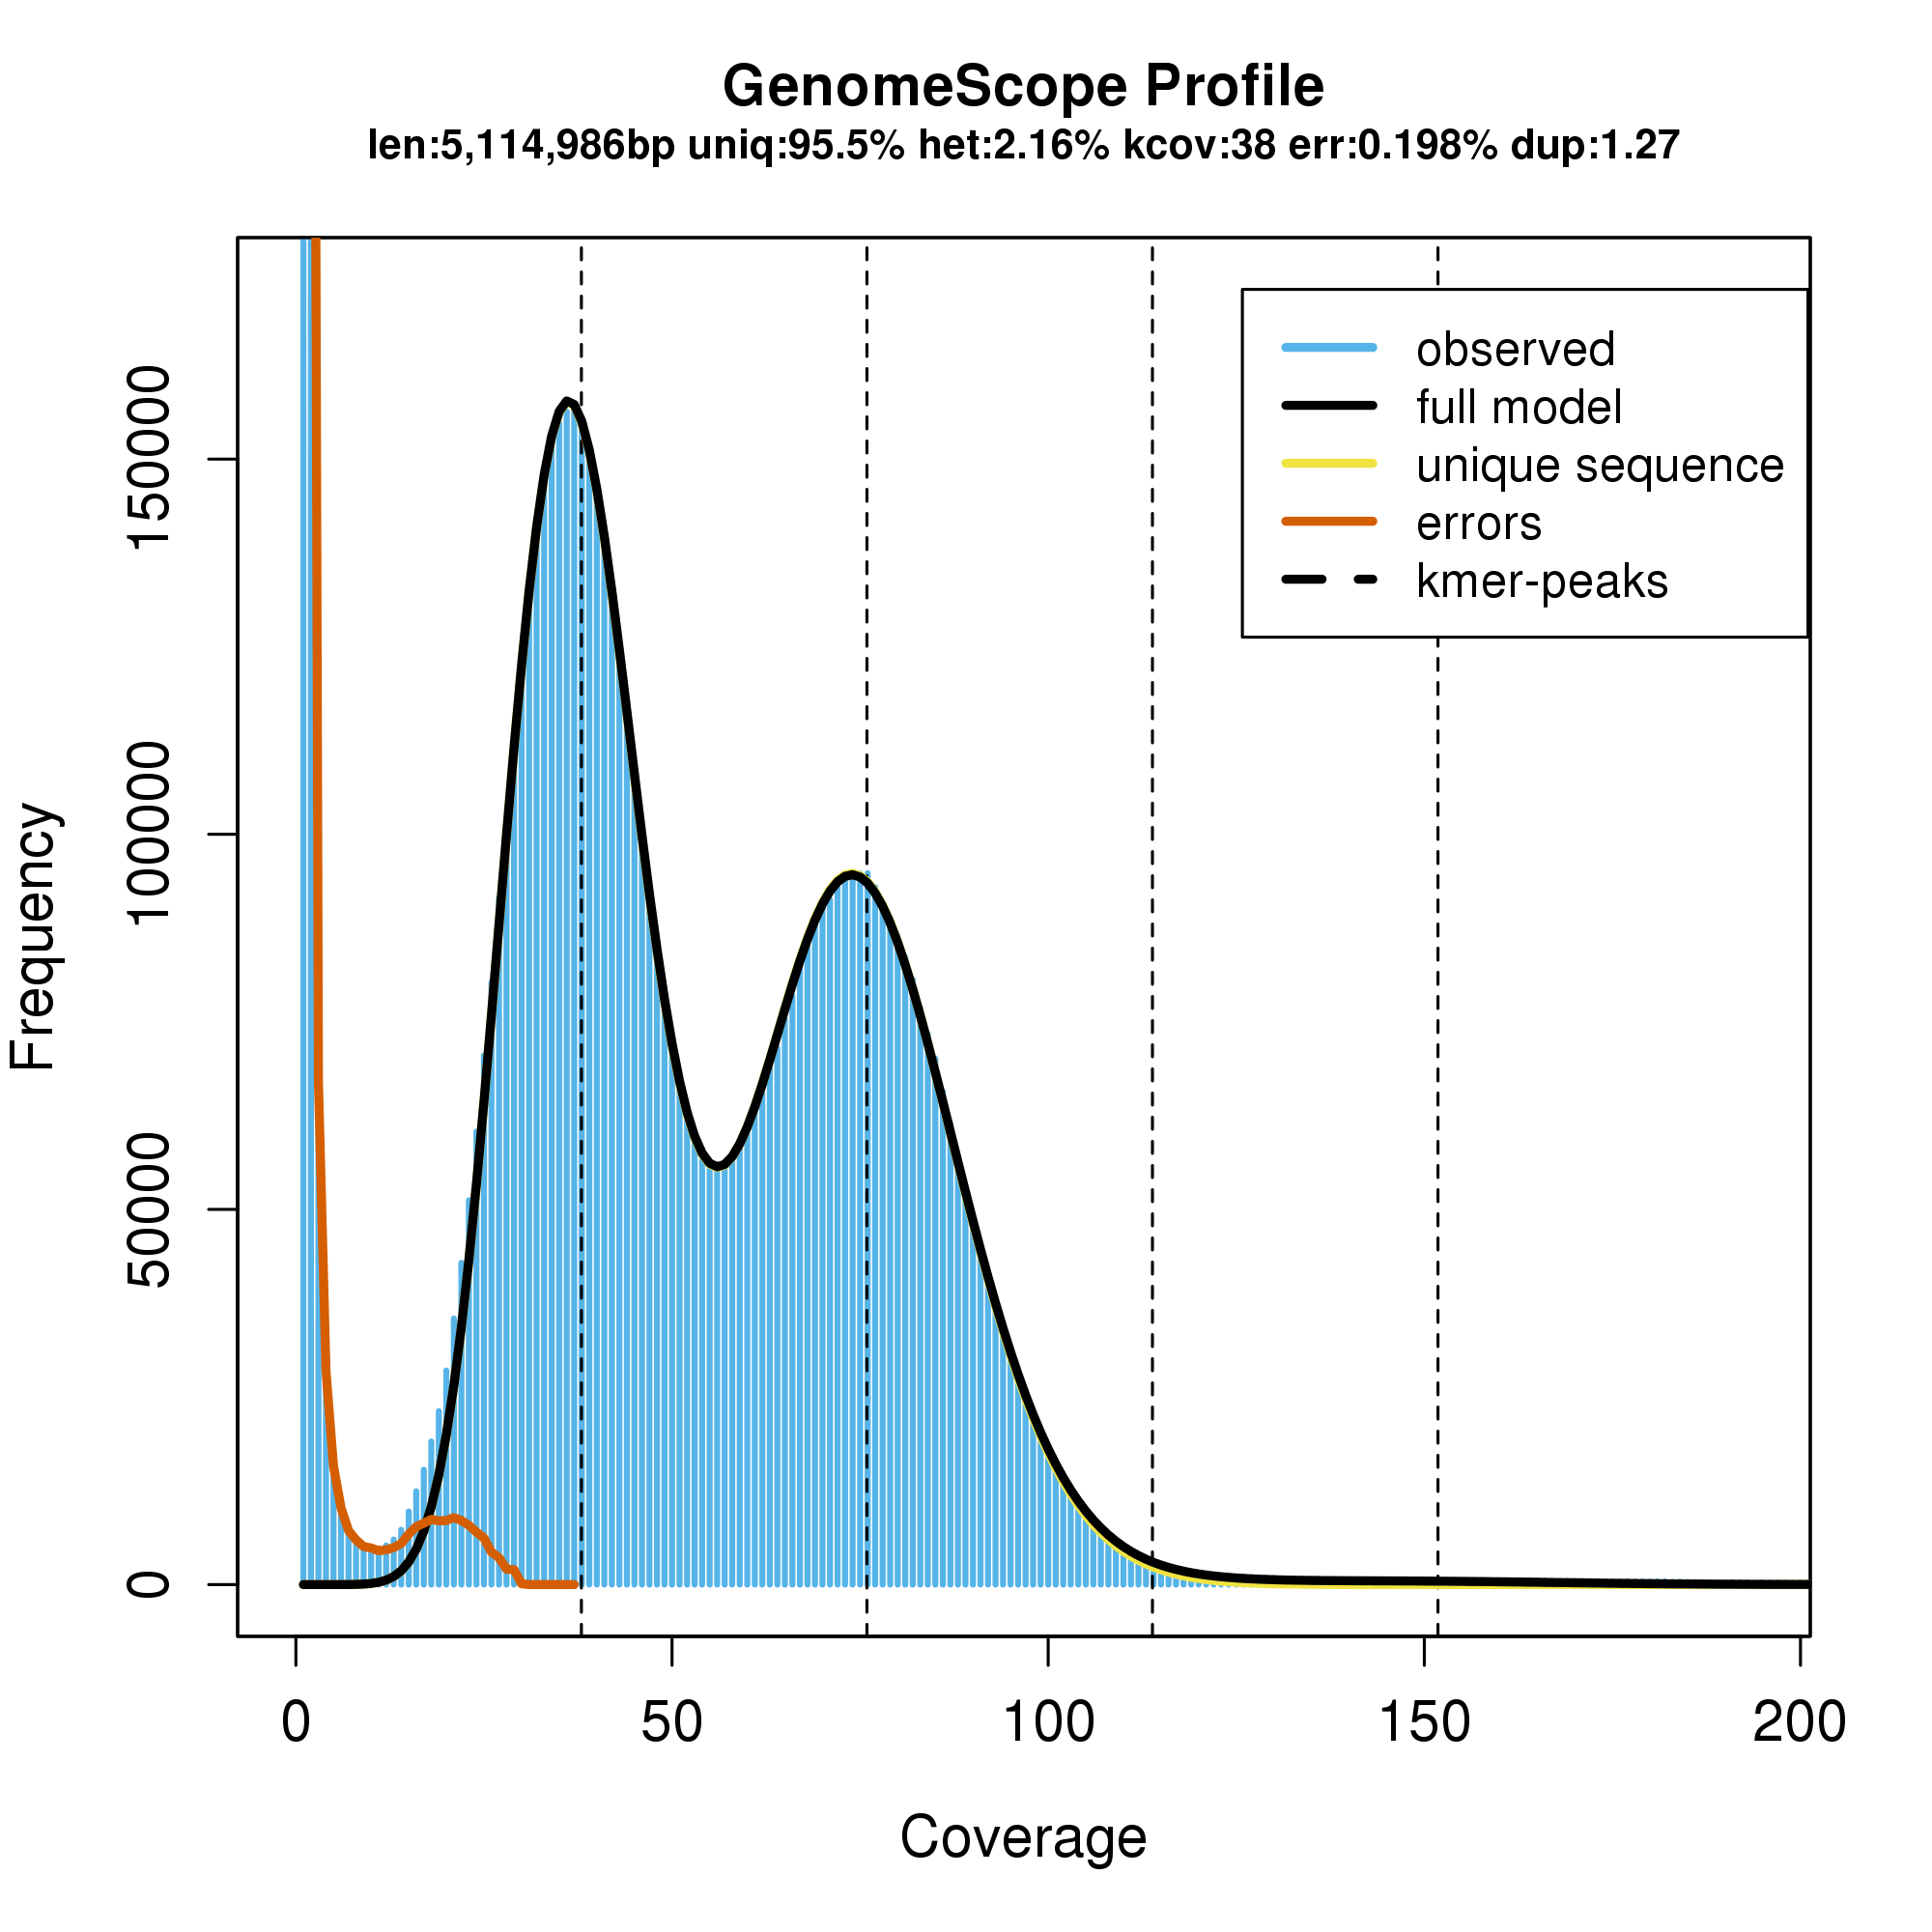 GenomeScope Profile
len:5,114,986bp uniq:95.5% het:2.16% kcov:38 err:0.198% dup:1.27
observed
full model
unique sequence
errors
kmer-peaks
Frequency
150000
100000
50000
0
0 50 100 150 200
Coverage